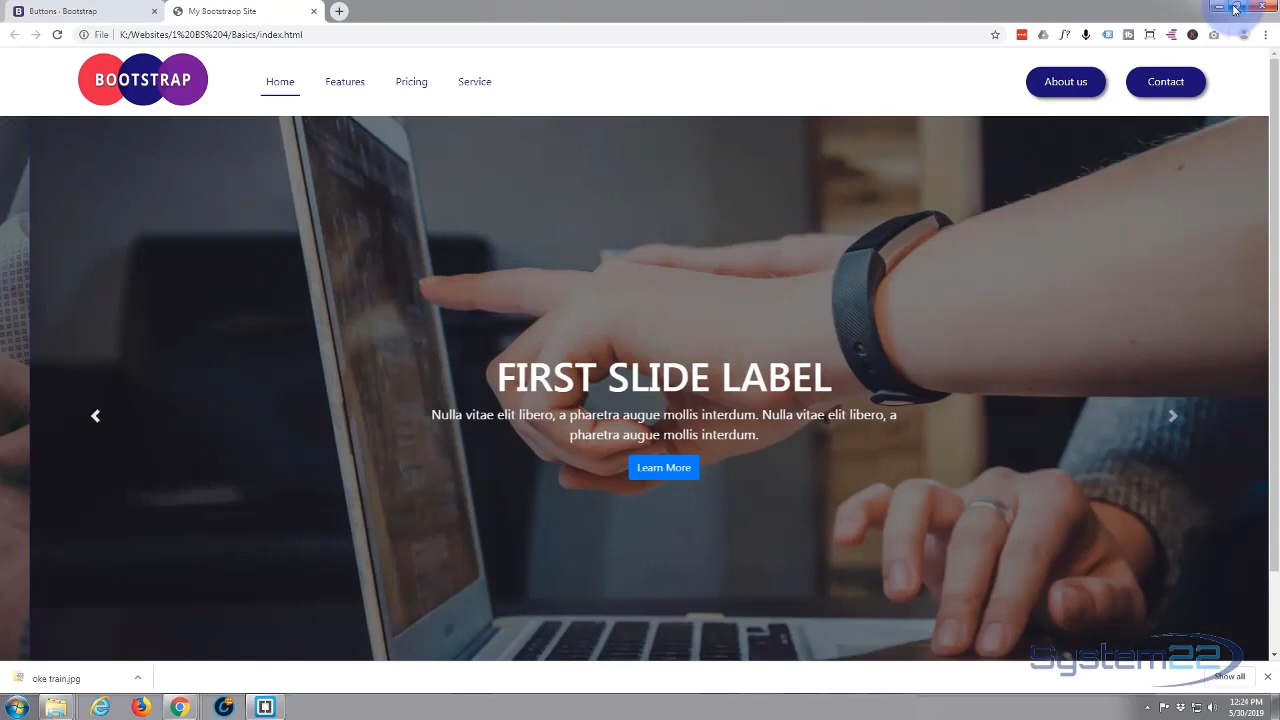 Buttons · Bootstrap
My Bootstraop Site
File
K:/Websites/1%20BS%204/Basics/index.html
BOOTSTRAP
Home
Features
Pricing
Service
About us
Contact
FIRST SLIDE LABEL
Nulla vitae elit libero, a pharetra augue mollis interdum. Nulla vitae elit libero, a
pharetra augue mollis interdum.
Learn More
System22
oke train.jpg
Show all
12:24 PM
5/30/2019